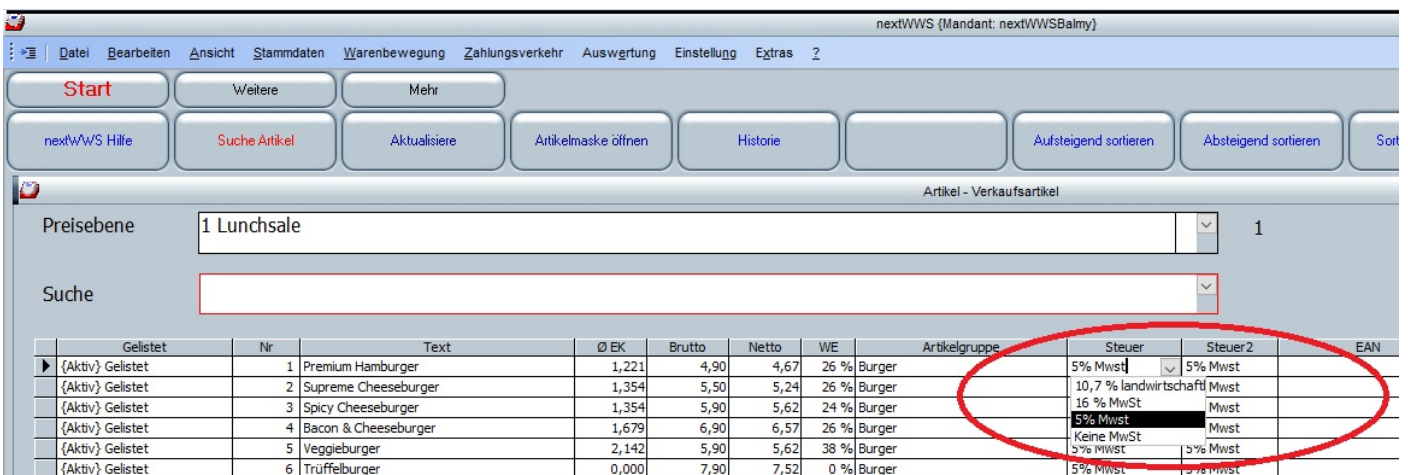 nextWWS {Mandant: nextWWSBalmy}
Datei Bearbeiten Ansicht Stammdaten Warenbewegung Zahlungsverkehr Auswertung Einstellung Extras ?
Start Weitere Mehr
nextWWS Hilfe Suche Artikel Aktualisiere Artikelmaske öffnen Historie Aufsteigend sortieren Absteigend sortieren Sort
Artikel - Verkaufsartikel
Preisebene 1 Lunchsale 1
Suche
Gelistet Nr Text Ø EK Brutto Netto WE Artikelgruppe Steuer Steuer2 EAN
{Aktiv} Gelistet 1 Premium Hamburger 1,221 4,90 4,67 26 % Burger 5% Mwst 5% Mwst
{Aktiv} Gelistet 2 Supreme Cheeseburger 1,354 5,50 5,24 26 % Burger 10,7 % landwirtschaftl Mwst
{Aktiv} Gelistet 3 Spicy Cheeseburger 1,354 5,90 5,62 24 % Burger 16 % MwSt Mwst
{Aktiv} Gelistet 4 Bacon & Cheeseburger 1,679 6,90 6,57 26 % Burger 5% Mwst Mwst
{Aktiv} Gelistet 5 Veggieburger 2,142 5,90 5,62 38 % Burger Keine MwSt 5% Mwst
{Aktiv} Gelistet 6 Trüffelburger 0,000 7,90 7,52 0 % Burger 5% Mwst 5% Mwst